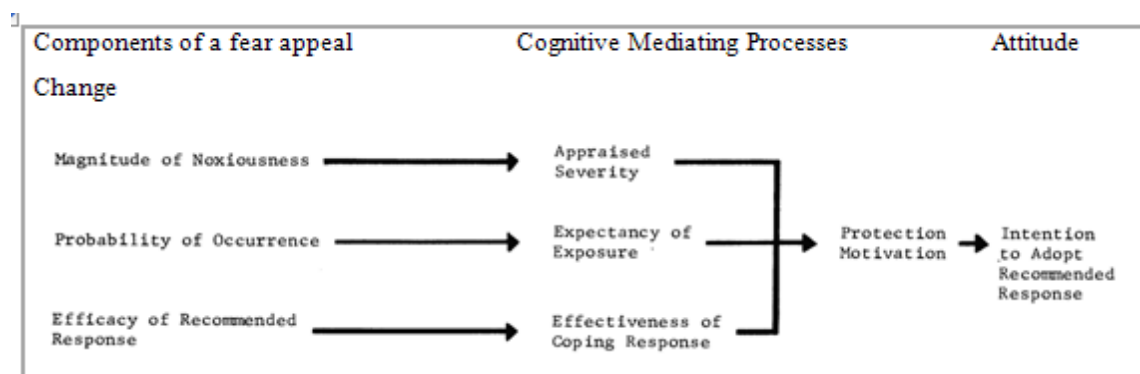 Components of a fear appeal Cognitive Mediating Processes Attitude
Change
Magnitude of Noxiousness Appraised
Severity
Probability of Occurrence Expectancy of
Exposure
Protection
Motivation
Intention
to Adopt
Recommended
Response
Efficacy of Recommended
Response
Effectiveness of
Coping Response